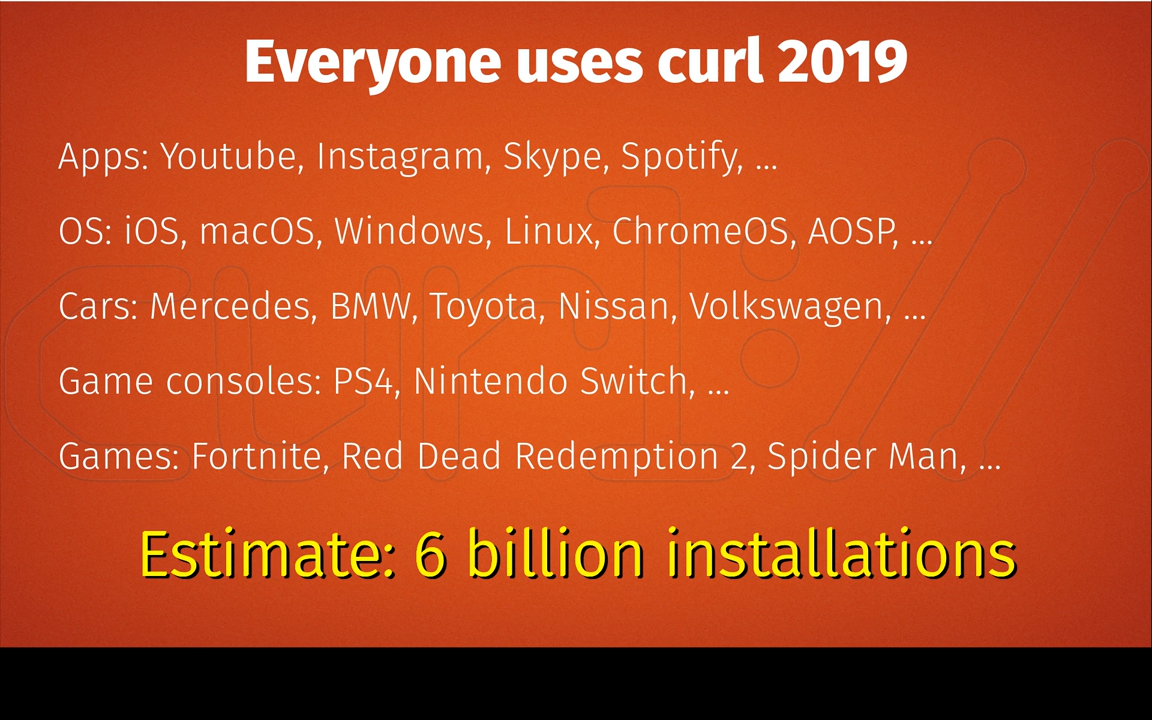 Everyone uses curl 2019
Apps: Youtube, Instagram, Skype, Spotify, ...
OS: iOS, macOS, Windows, Linux, ChromeOS, AOSP, ...
Cars: Mercedes, BMW, Toyota, Nissan, Volkswagen, ...
Game consoles: PS4, Nintendo Switch, ...
Games: Fortnite, Red Dead Redemption 2, Spider Man, ...
Estimate: 6 billion installations
curl://